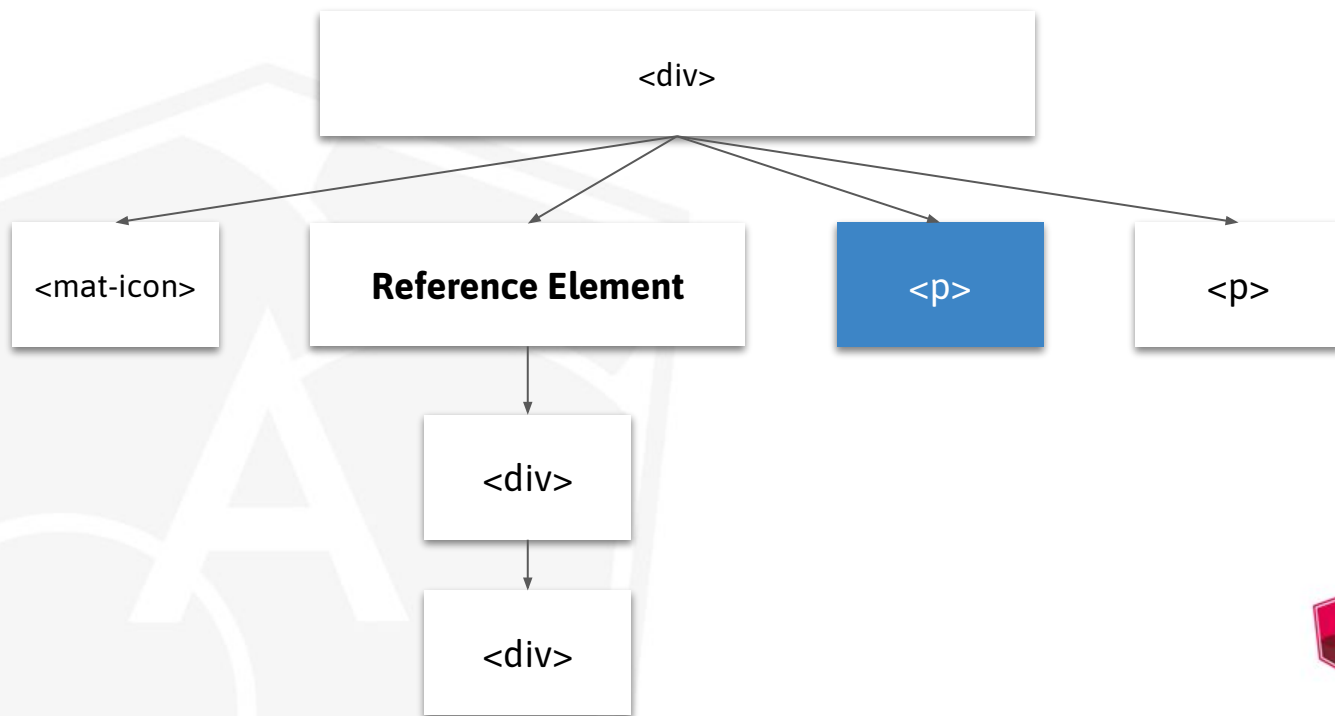 <div>
<mat-icon>
Reference Element
<p>
<p>
<div>
<div>